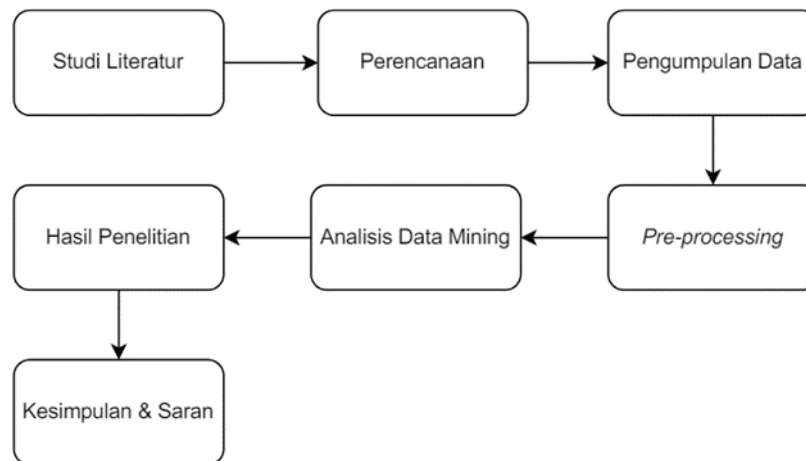 Studi Literatur
Perencanaan
Pengumpulan Data
Pre-processing
Analisis Data Mining
Hasil Penelitian
Kesimpulan & Saran